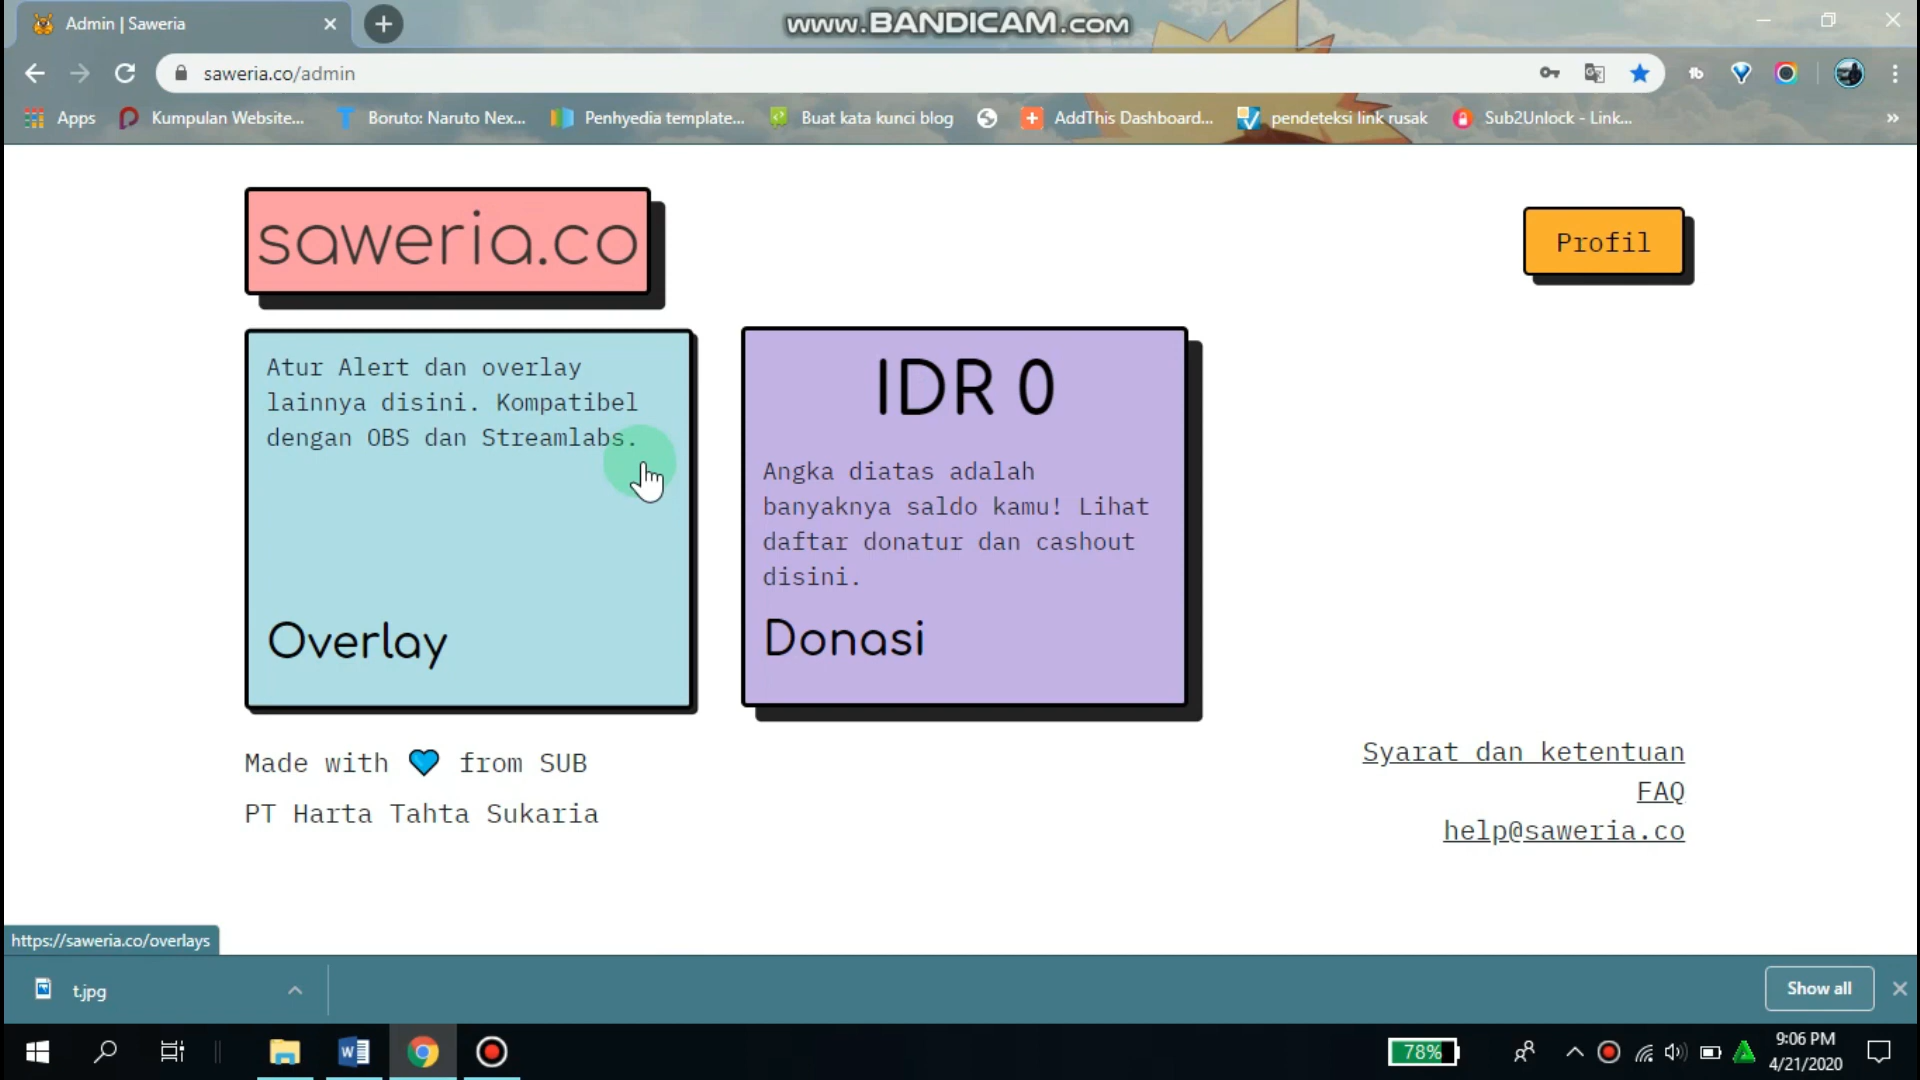 Admin | Saweria
www.BANDICAM.com
saweria.co/admin
Apps
Kumpulan Website...
Boruto: Naruto Nex...
Penhyedia template...
Buat kata kunci blog
AddThis Dashboard...
pendeteksi link rusak
Sub2Unlock - Link...
saweria.co
Profil
Atur Alert dan overlay
lainnya disini. Kompatibel
dengan OBS dan Streamlabs.
Overlay
IDR 0
Angka diatas adalah
banyaknya saldo kamu! Lihat
daftar donatur dan cashout
disini.
Donasi
Made with 💙 from SUB
PT Harta Tahta Sukaria
Syarat dan ketentuan
FAQ
help@saweria.co
https://saweria.co/overlays
t.jpg
Show all
78%
9:06 PM
4/21/2020